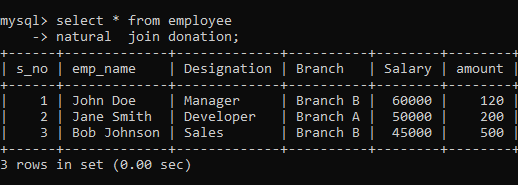 mysql> select * from employee
    -> natural  join donation;
+------+-------------+-------------+----------+--------+--------+
| s_no | emp_name    | Designation | Branch   | Salary | amount |
+------+-------------+-------------+----------+--------+--------+
|    1 | John Doe    | Manager     | Branch B |  60000 |    120 |
|    2 | Jane Smith  | Developer   | Branch A |  50000 |    200 |
|    3 | Bob Johnson | Sales       | Branch B |  45000 |    500 |
+------+-------------+-------------+----------+--------+--------+
3 rows in set (0.00 sec)